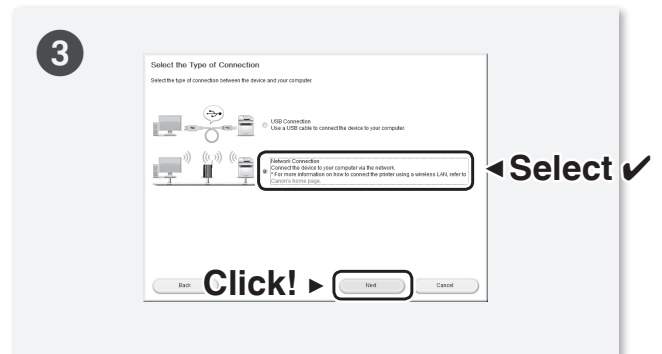 3
Select the Type of Connection
Select the type of connection between the device and your computer.
USB Connection
Use a USB cable to connect the device to your computer.
Network Connection
Connect the device to your computer via the network.
* For more information on how to connect the printer using a wireless LAN, refer to
Canon's home page.
◄Select ✔
Back
Click! ►
Next
Cancel